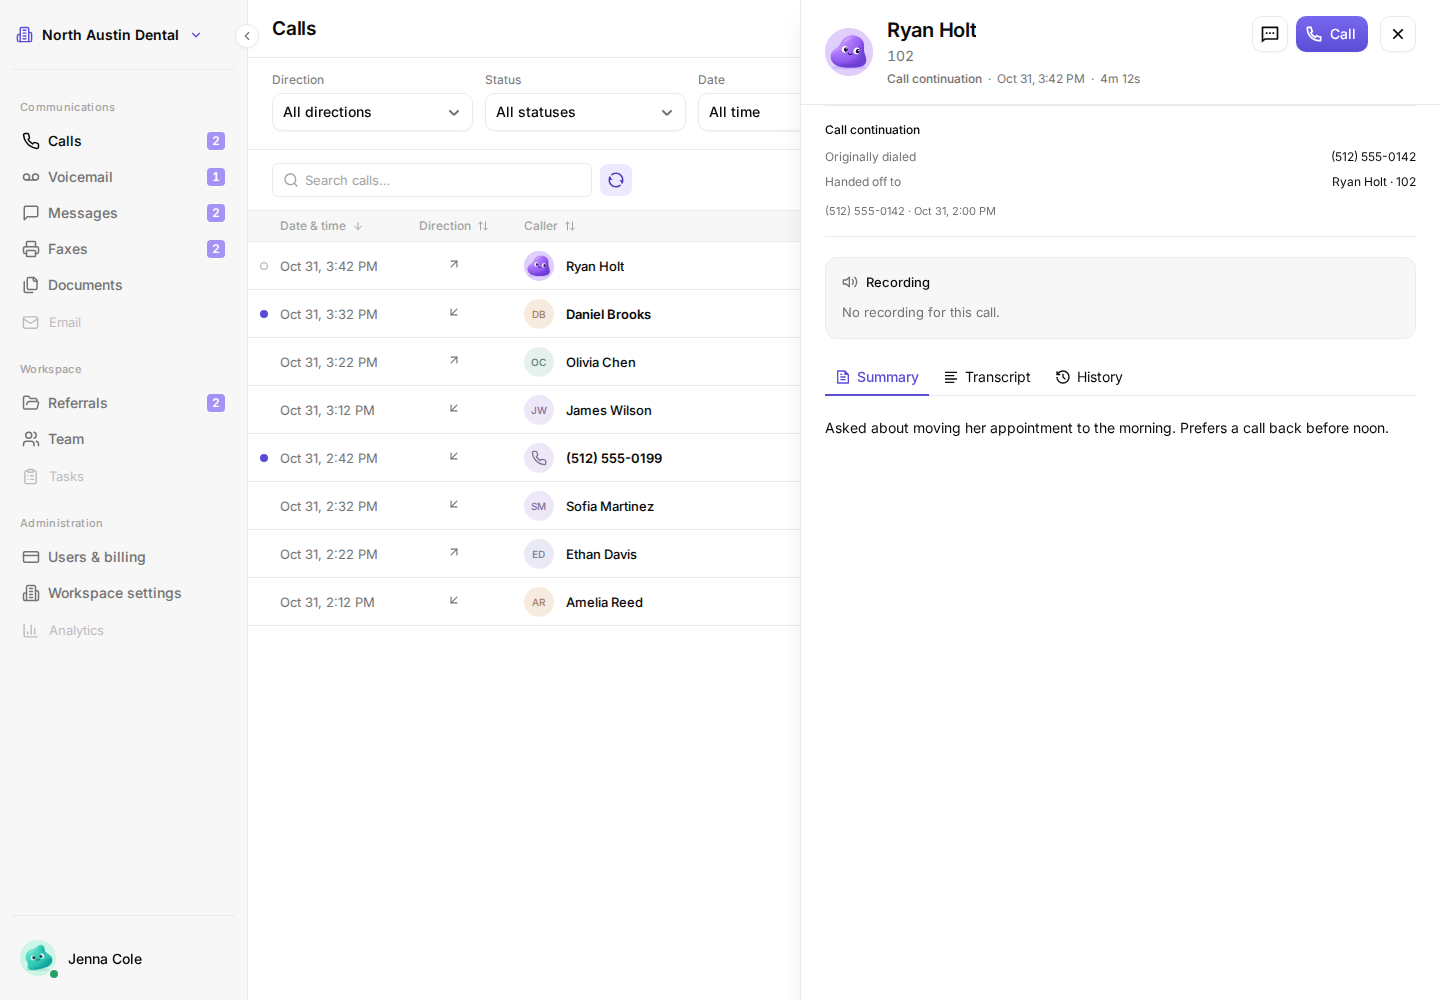 North Austin Dental
Communications
Calls 2
Voicemail 1
Messages 2
Faxes 2
Documents
Email
Workspace
Referrals 2
Team
Tasks
Administration
Users & billing
Workspace settings
Analytics
Jenna Cole
Calls
Direction Status Date
All directions All statuses All time
Search calls...
Date & time Direction Caller
Oct 31, 3:42 PM Ryan Holt
Oct 31, 3:32 PM DB Daniel Brooks
Oct 31, 3:22 PM OC Olivia Chen
Oct 31, 3:12 PM JW James Wilson
Oct 31, 2:42 PM (512) 555-0199
Oct 31, 2:32 PM SM Sofia Martinez
Oct 31, 2:22 PM ED Ethan Davis
Oct 31, 2:12 PM AR Amelia Reed
Ryan Holt
102
Call continuation · Oct 31, 3:42 PM · 4m 12s
Call
Call continuation
Originally dialed (512) 555-0142
Handed off to Ryan Holt · 102
(512) 555-0142 · Oct 31, 2:00 PM
Recording
No recording for this call.
Summary Transcript History
Asked about moving her appointment to the morning. Prefers a call back before noon.